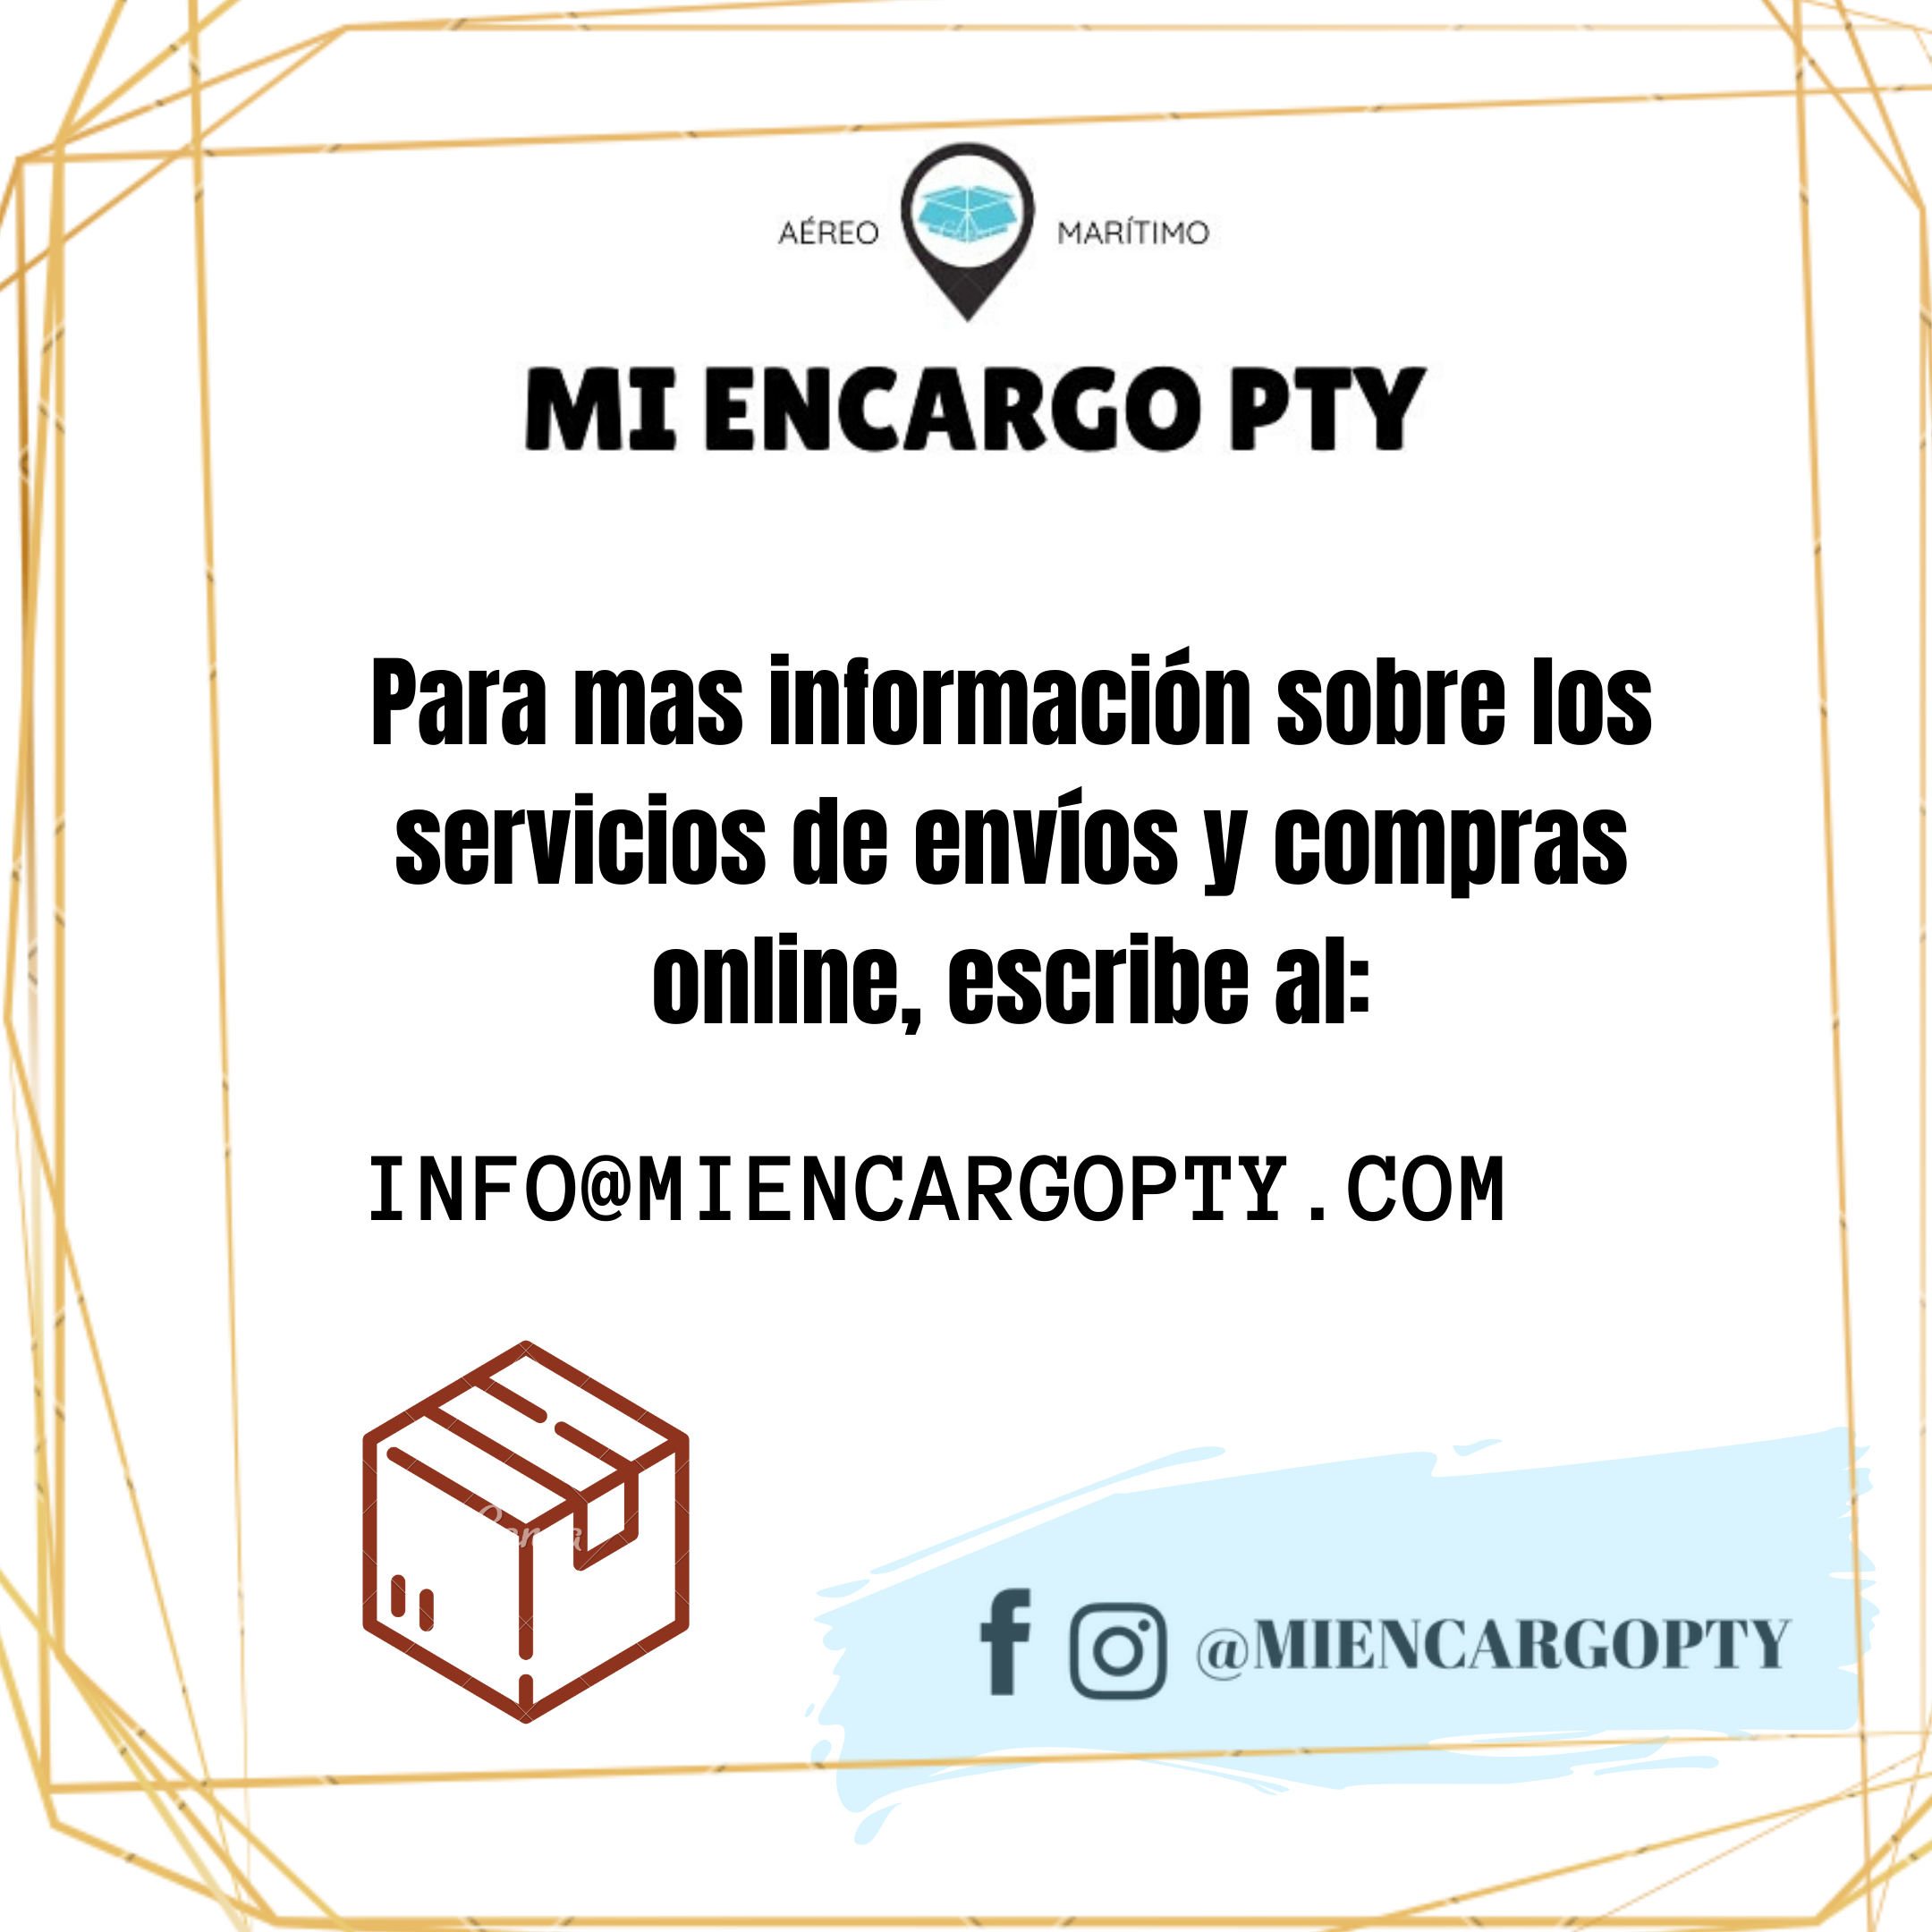 AÉREO MARÍTIMO
MI ENCARGO PTY
Para mas información sobre los
servicios de envíos y compras
online, escribe al:
INFO@MIENCARGOPTY.COM
@MIENCARGOPTY